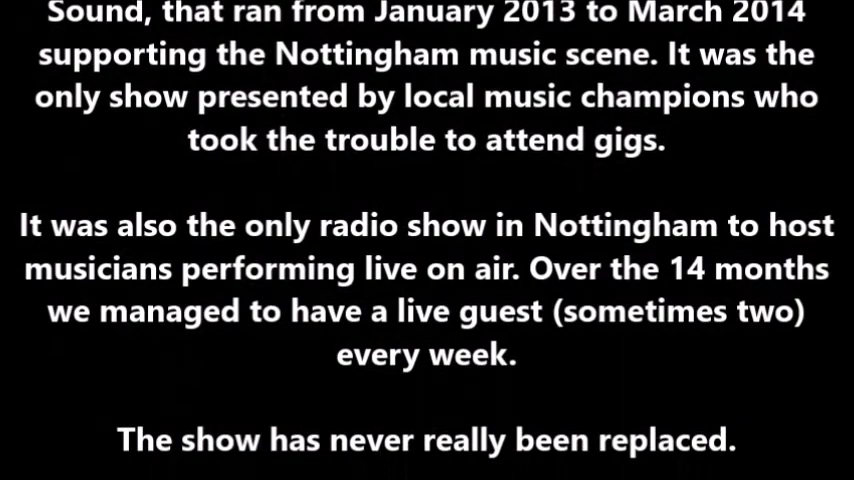 Sound, that ran from January 2013 to March 2014
supporting the Nottingham music scene. It was the
only show presented by local music champions who
took the trouble to attend gigs.
It was also the only radio show in Nottingham to host
musicians performing live on air. Over the 14 months
we managed to have a live guest (sometimes two)
every week.
The show has never really been replaced.